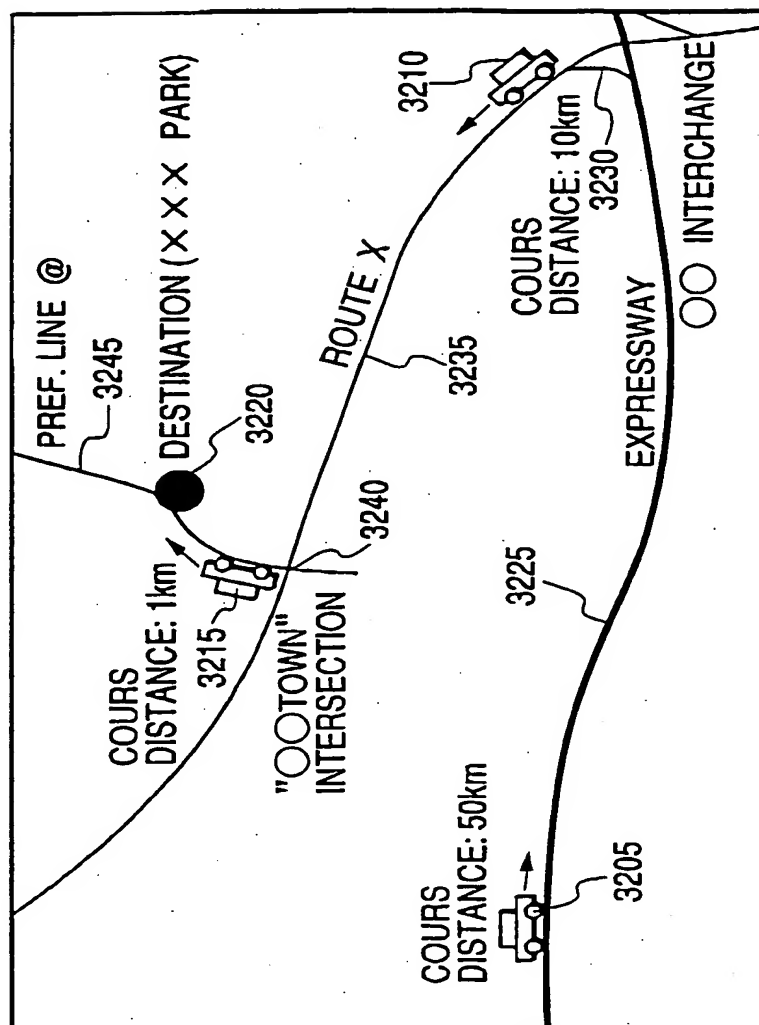 PREF. LINE @
3245
DESTINATION (××× PARK)
3220
COURS
DISTANCE: 1km
3215
"○○TOWN"
INTERSECTION
3240
ROUTE X
3235
3210
COURS
DISTANCE: 10km
3230
○○ INTERCHANGE
EXPRESSWAY
3225
COURS
DISTANCE: 50km
3205